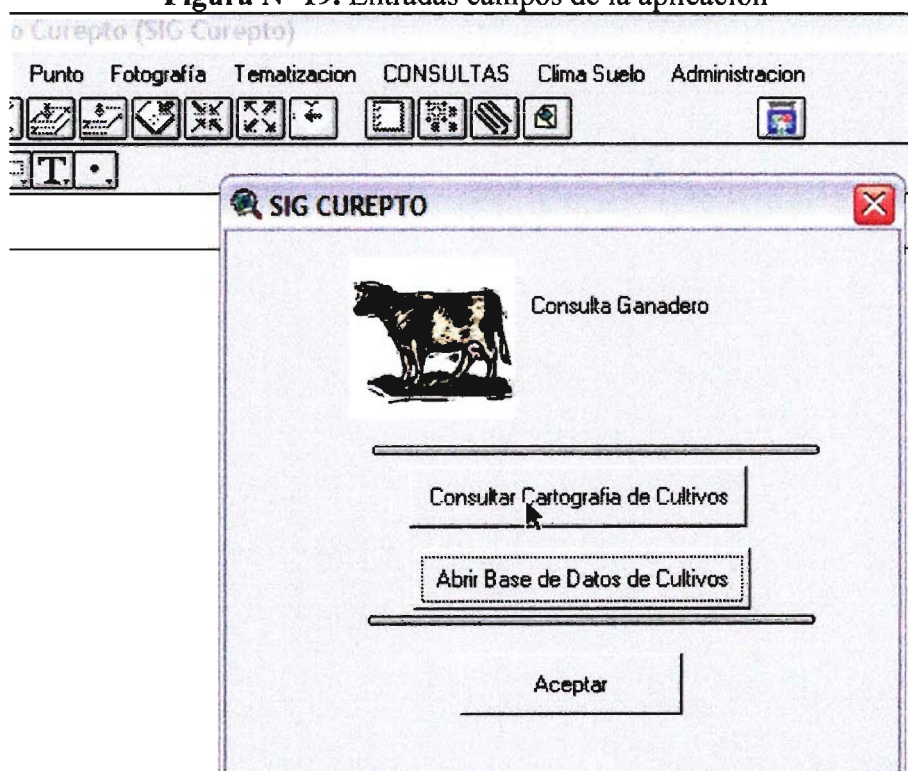 Figura Nº 19. Entradas campos de la aplicación
o Curepto (SIG Curepto)
Punto Fotografía Tematizacion CONSULTAS Clima Suelo Administracion
T
SIG CUREPTO
Consulta Ganadero
Consultar Cartografia de Cultivos
Abrir Base de Datos de Cultivos
Aceptar